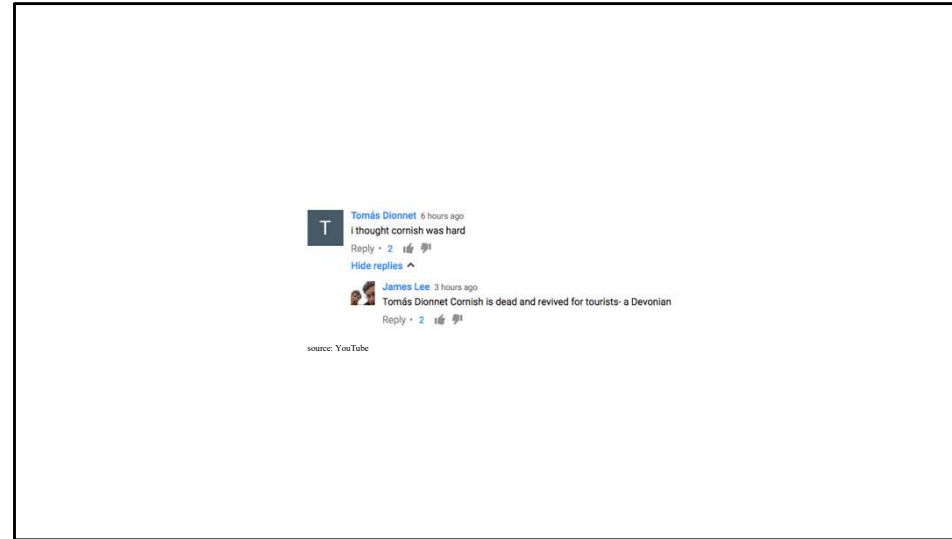 T
Tomás Dionnet 6 hours ago
i thought cornish was hard
Reply • 2
Hide replies
James Lee 3 hours ago
Tomás Dionnet Cornish is dead and revived for tourists- a Devonian
Reply • 2
source: YouTube